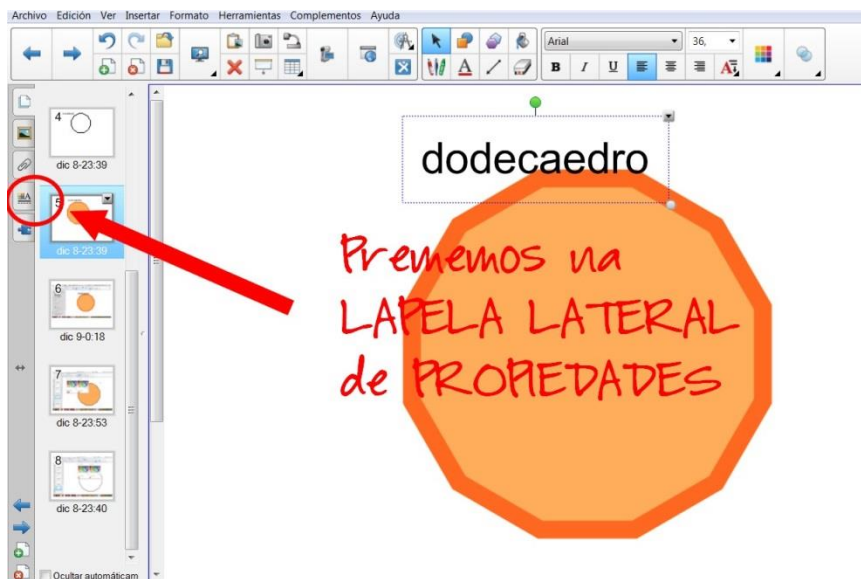 Archivo Edición Ver Insertar Formato Herramientas Complementos Ayuda
Arial
36,
B I U
4
dic 8-23:39
5
dic 8-23:39
6
dic 9-0:18
7
dic 8-23:53
8
dic 8-23:40
Ocultar automáticam
dodecaedro
Prememos na
LAPELA LATERAL
de PROPIEDADES